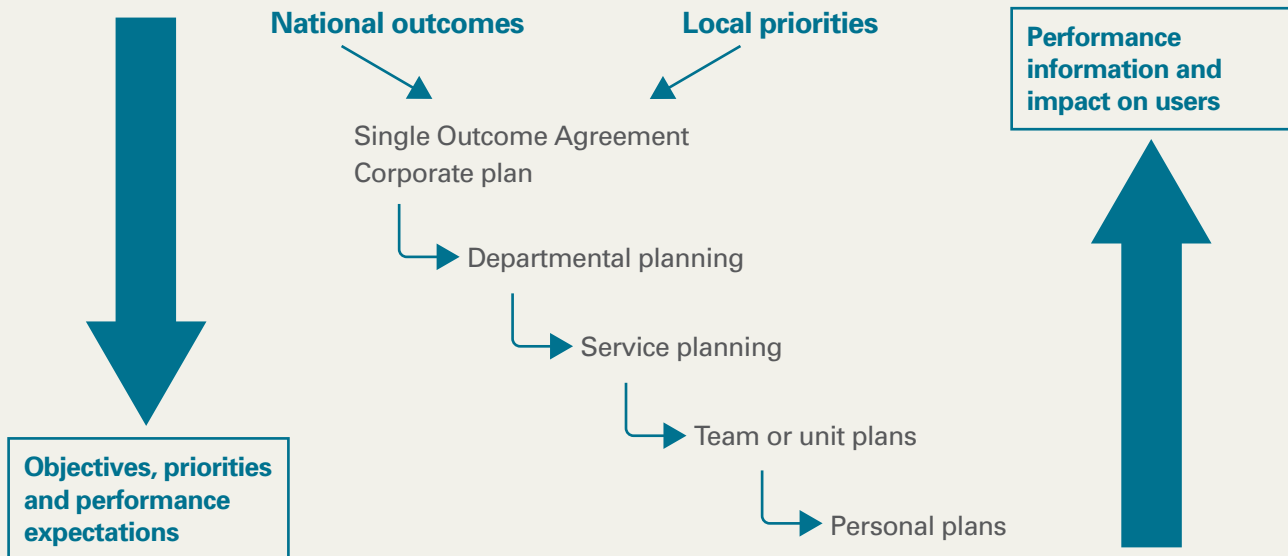 National outcomes
Local priorities
Performance
information and
impact on users
Single Outcome Agreement
Corporate plan
Departmental planning
Service planning
Team or unit plans
Objectives, priorities
and performance
expectations
Personal plans